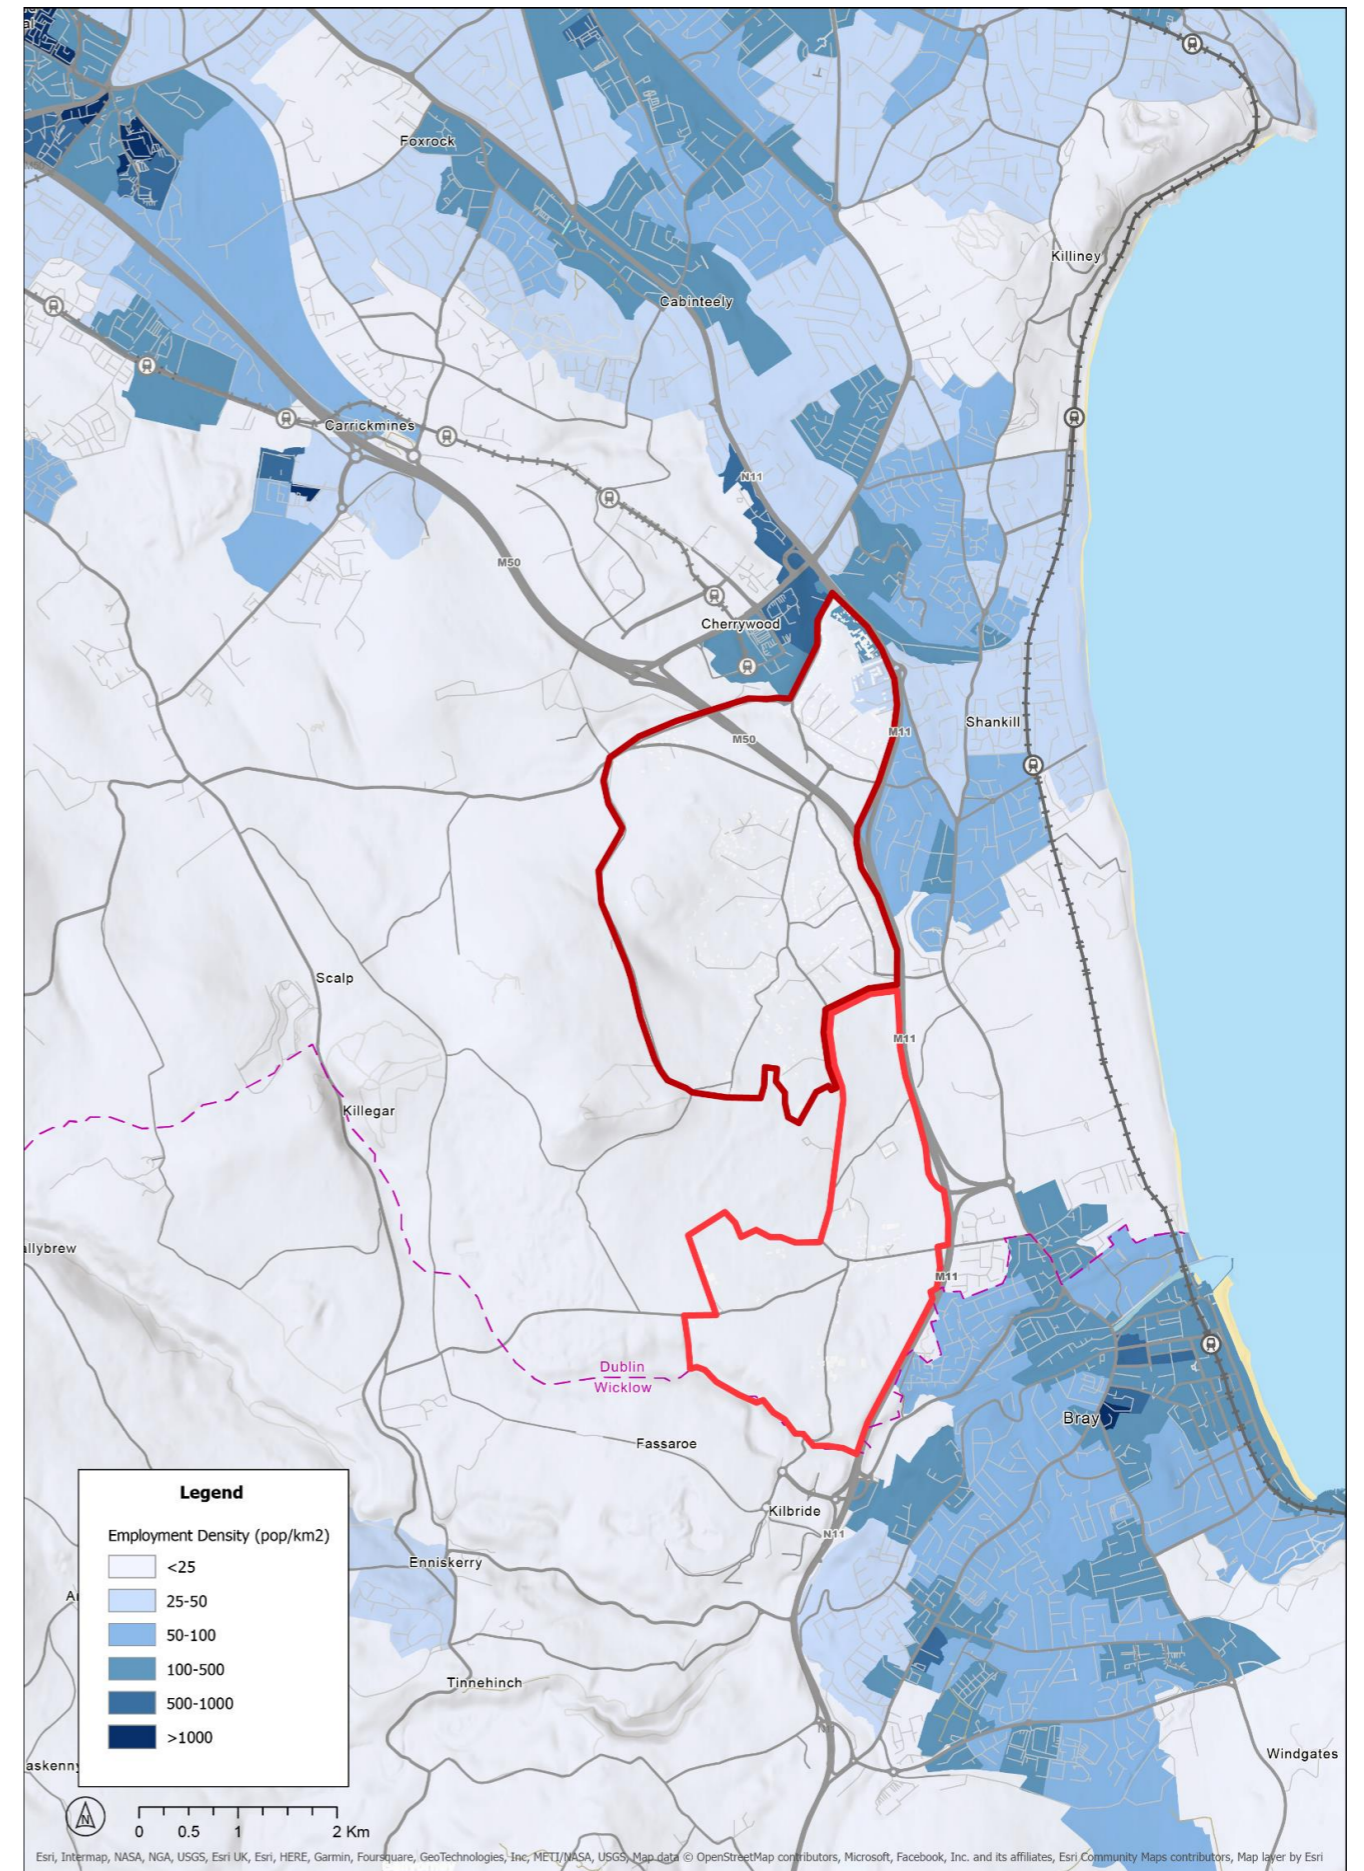 Foxrock
Killiney
Cabinteely
Carrickmines
N11
M50
Cherrywood
Shankill
M11
M50
Scalp
M11
Killegar
allybrew
M11
Dublin
Wicklow
Bray
Fassaroe
Kilbride
N11
Enniskerry
Tinnehinch
Windgates
askenny
Legend
Employment Density (pop/km2)
<25
25-50
50-100
100-500
500-1000
>1000
N
0 0.5 1 2 Km
Esri, Intermap, NASA, NGA, USGS, Esri UK, Esri, HERE, Garmin, Foursquare, GeoTechnologies, Inc, METI/NASA, USGS, Map data © OpenStreetMap contributors, Microsoft, Facebook, Inc. and its affiliates, Esri Community Maps contributors, Map layer by Esri